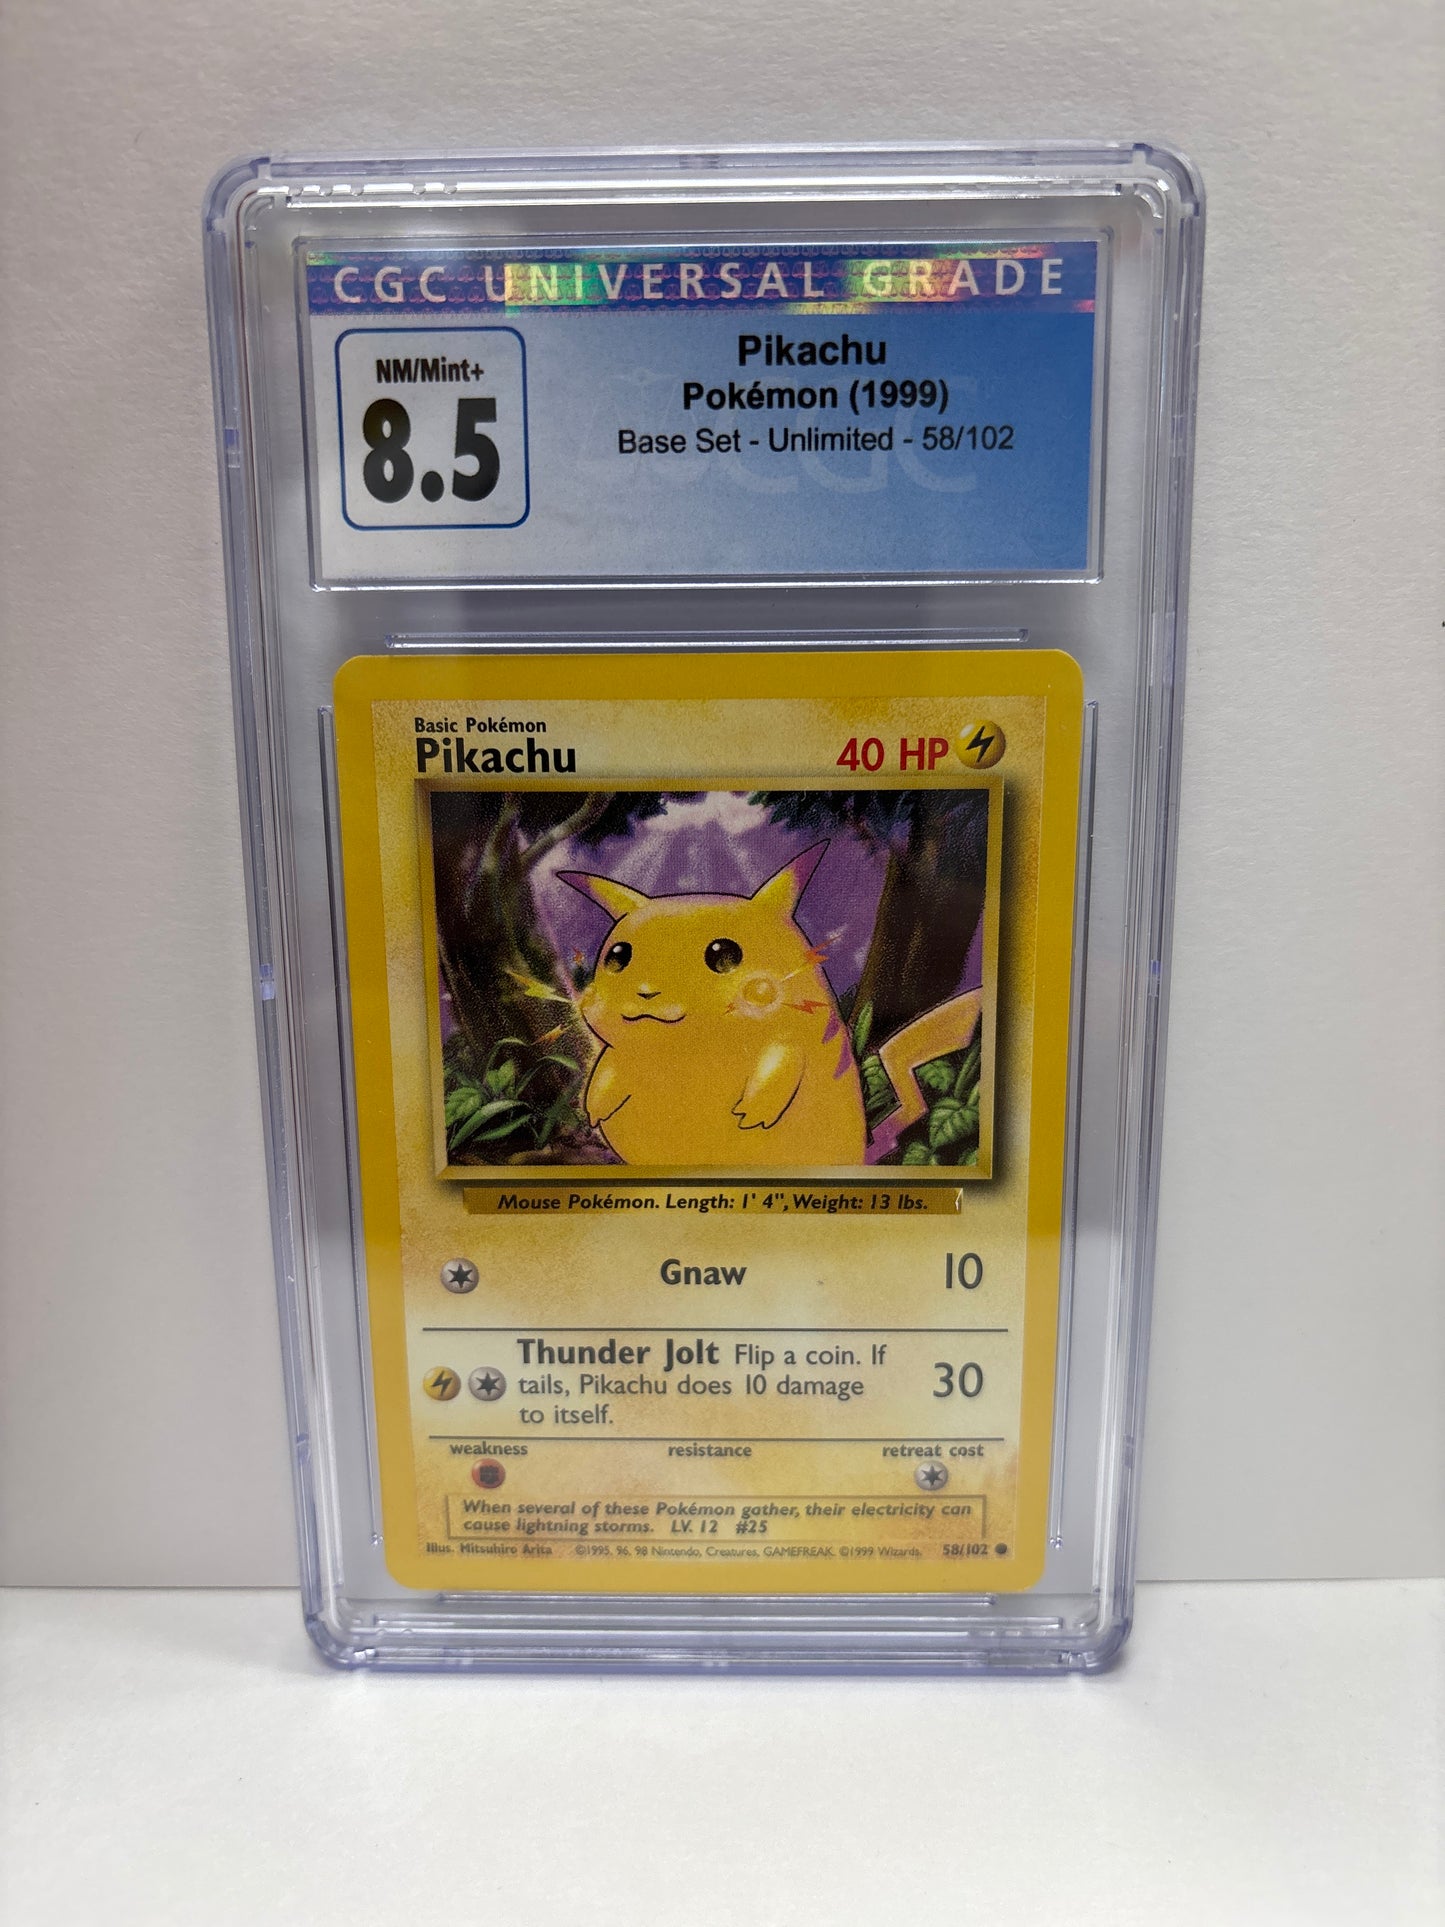 CGC UNIVERSAL GRADE
NM/Mint+
8.5
Pikachu
Pokémon (1999)
Base Set - Unlimited - 58/102
CGC
Basic Pokémon
Pikachu
40 HP
Mouse Pokémon. Length: 1' 4", Weight: 13 lbs.
Gnaw 10
Thunder Jolt Flip a coin. If
tails, Pikachu does 10 damage
to itself.
30
weakness resistance retreat cost
When several of these Pokémon gather, their electricity can
cause lightning storms. LV. 12 #25
Illus. Mitsuhiro Arita ©1995, 96, 98 Nintendo, Creatures, GAMEFREAK. ©1999 Wizards. 58/102